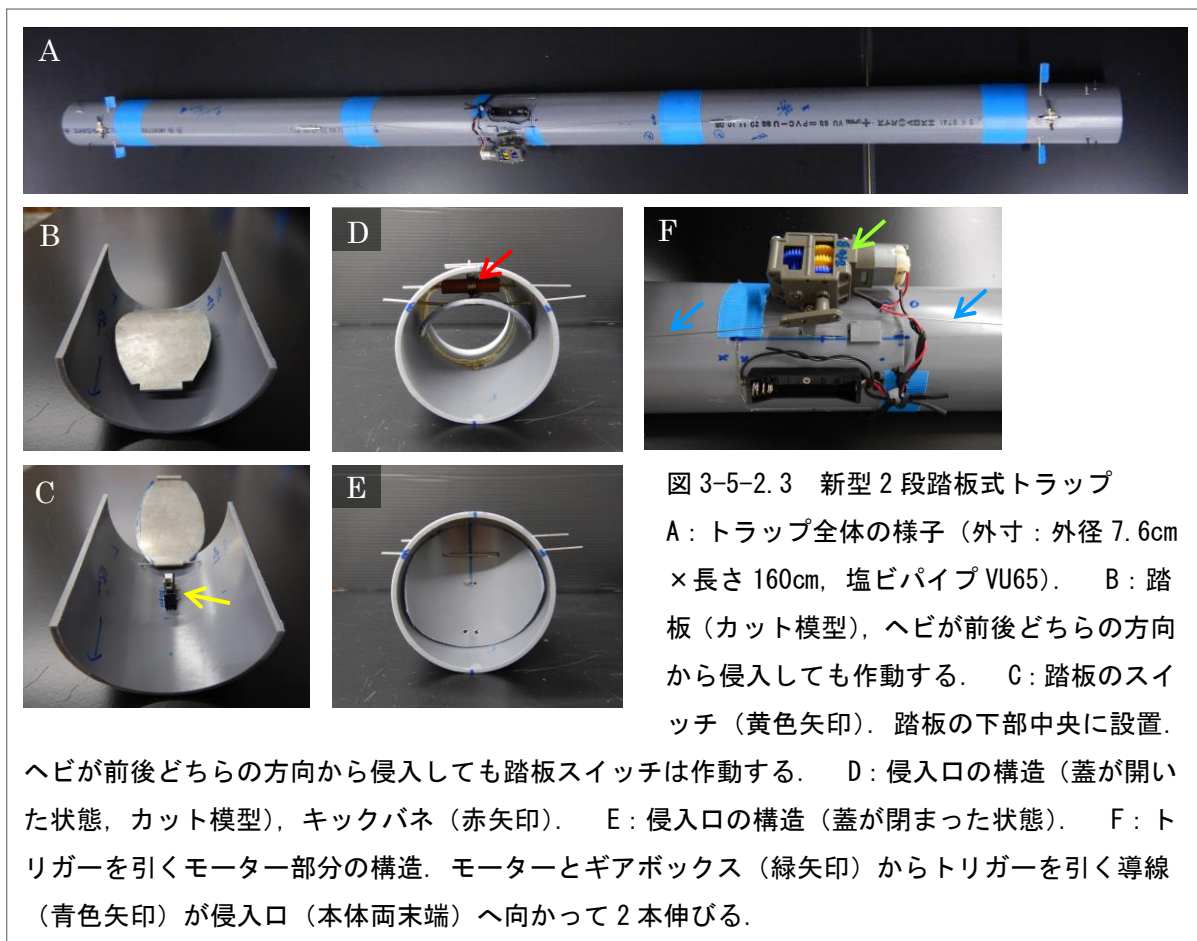 A
B
D
F
C
E
図 3-5-2.3 新型 2 段踏板式トラップ
A：トラップ全体の様子（外寸：外径 7.6cm
×長さ 160cm，塩ビパイプ VU65）． B：踏
板（カット模型），ヘビが前後どちらの方向
から侵入しても作動する． C：踏板のスイ
ッチ（黄色矢印）．踏板の下部中央に設置．
ヘビが前後どちらの方向から侵入しても踏板スイッチは作動する． D：侵入口の構造（蓋が開い
た状態，カット模型），キックバネ（赤矢印）． E：侵入口の構造（蓋が閉まった状態）． F：ト
リガーを引くモーター部分の構造．モーターとギアボックス（緑矢印）からトリガーを引く導線
（青色矢印）が侵入口（本体両末端）へ向かって 2 本伸びる．